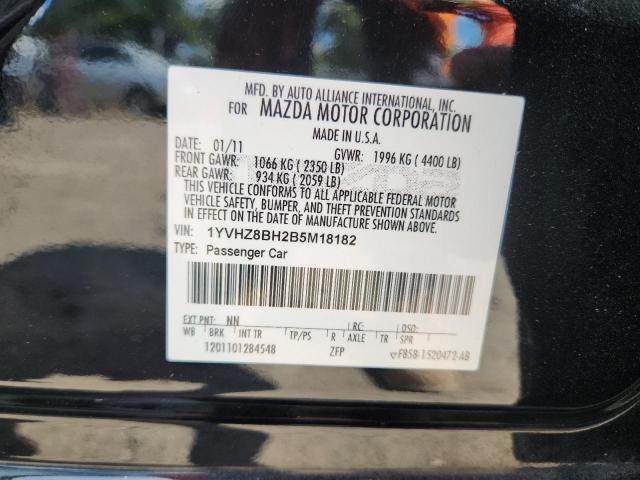 MFD. BY AUTO ALLIANCE INTERNATIONAL, INC.
FOR MAZDA MOTOR CORPORATION
MADE IN U.S.A.
DATE: 01/11 GVWR: 1996 KG ( 4400 LB)
FRONT GAWR: 1066 KG ( 2350 LB)
REAR GAWR: 934 KG ( 2059 LB)
THIS VEHICLE CONFORMS TO ALL APPLICABLE FEDERAL MOTOR
VEHICLE SAFETY, BUMPER, AND THEFT PREVENTION STANDARDS
IN EFFECT ON THE DATE OF MANUFACTURE SHOWN ABOVE.
VIN: 1YVHZ8BH2B5M18182
TYPE: Passenger Car
EXT PNT: NN RC: DSO:
WB BRK INT TR TP/PS R AXLE TR SPR
1201101284548 ZFP F858-1520472-AB